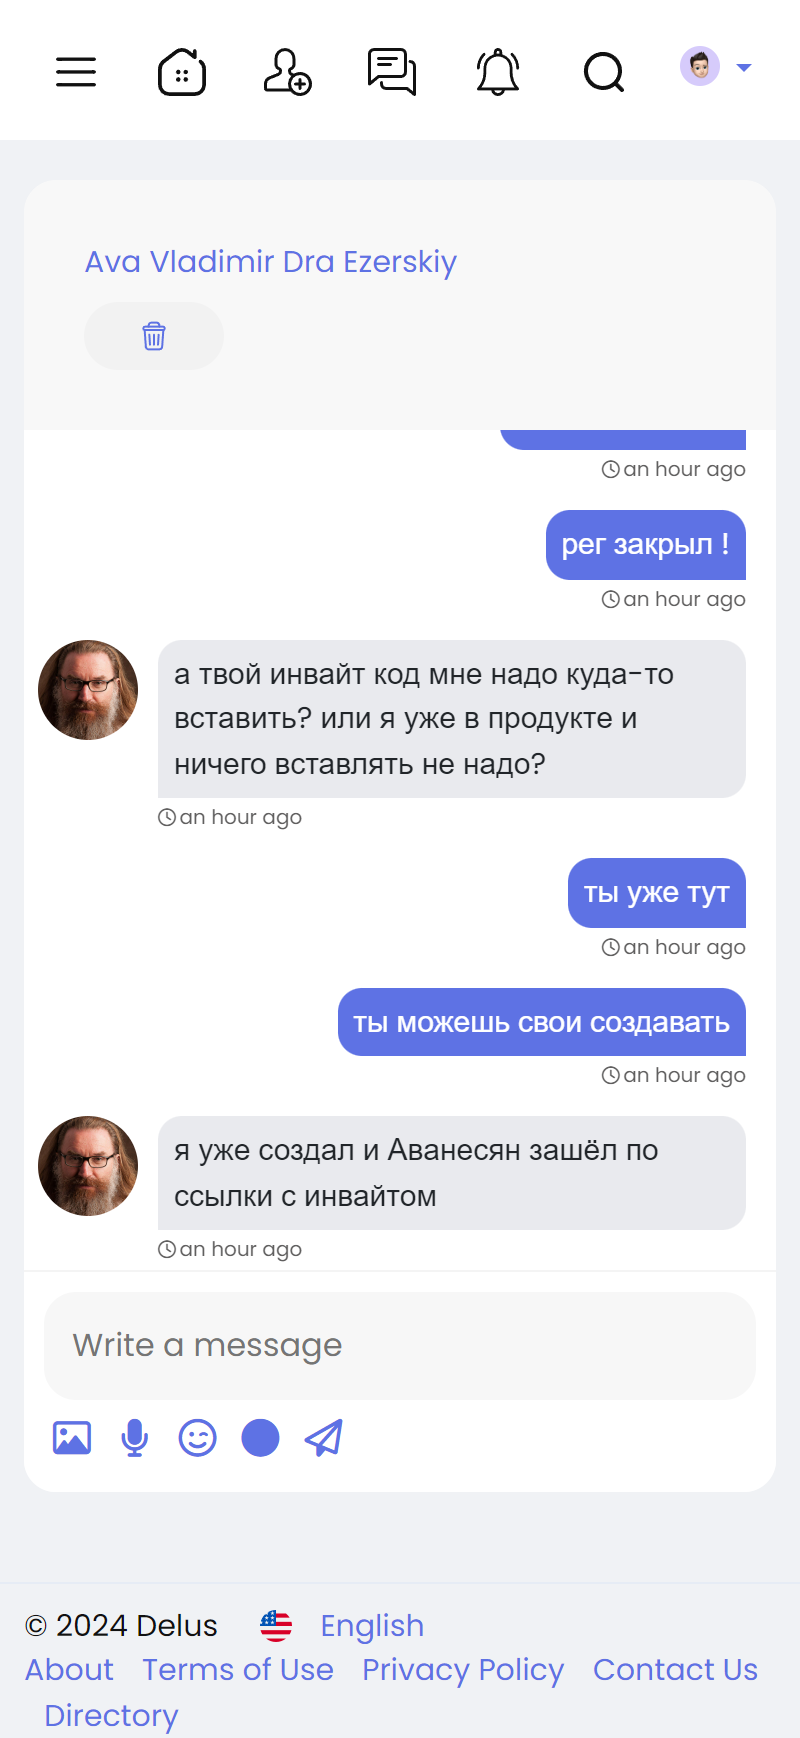 Ava Vladimir Dra Ezerskiy
an hour ago
рег закрыл !
an hour ago
а твой инвайт код мне надо куда-то
вставить? или я уже в продукте и
ничего вставлять не надо?
an hour ago
ты уже тут
an hour ago
ты можешь свои создавать
an hour ago
я уже создал и Аванесян зашёл по
ссылки с инвайтом
an hour ago
Write a message
© 2024 Delus English
About Terms of Use Privacy Policy Contact Us
Directory